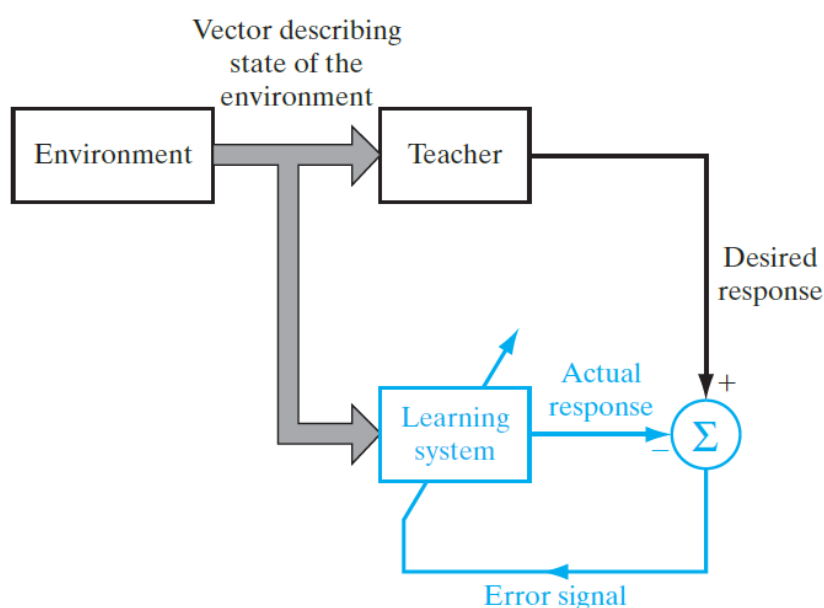 Vector describing
state of the
environment
Environment
Teacher
Desired
response
+
Actual
response
Learning
system
−
Σ
Error signal